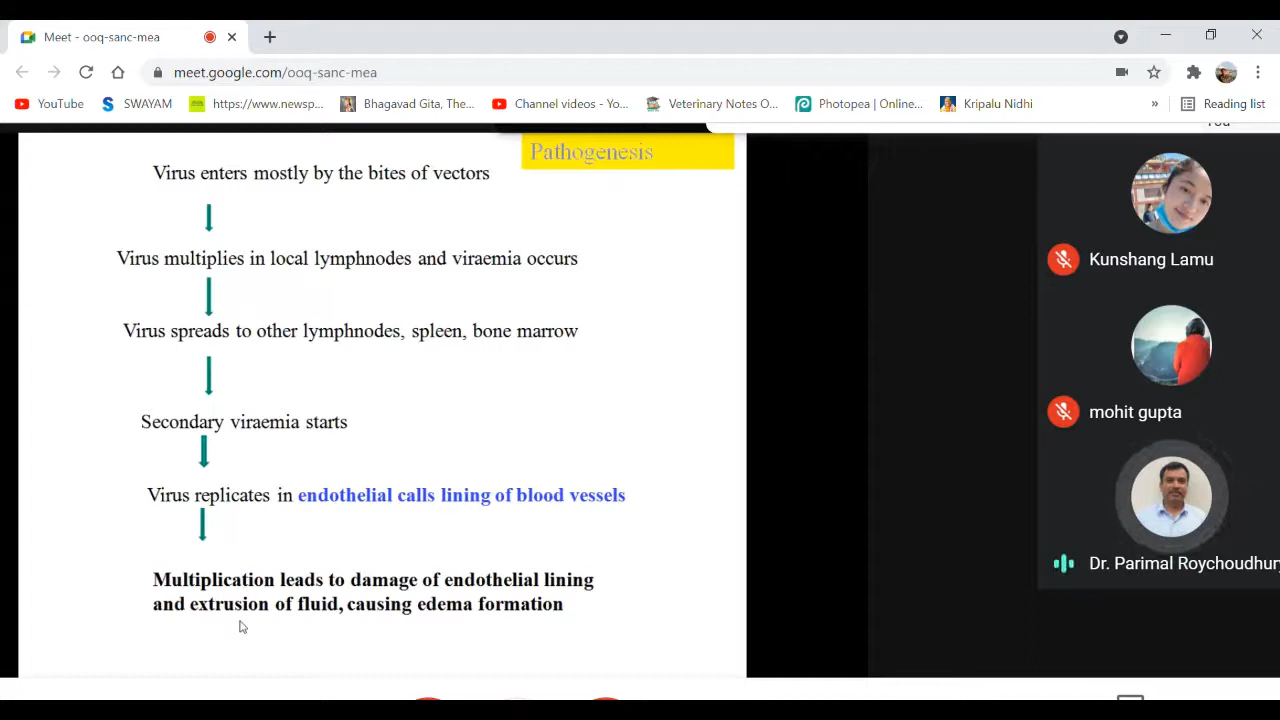 Meet - ooq-sanc-mea
meet.google.com/ooq-sanc-mea
YouTube
SWAYAM
https://www.newsp...
Bhagavad Gita, The...
Channel videos - Yo...
Veterinary Notes O...
Photopea | Online...
Kripalu Nidhi
»
Reading list
Pathogenesis
Virus enters mostly by the bites of vectors
Virus multiplies in local lymphnodes and viraemia occurs
Virus spreads to other lymphnodes, spleen, bone marrow
Secondary viraemia starts
Virus replicates in endothelial calls lining of blood vessels
Multiplication leads to damage of endothelial lining
and extrusion of fluid, causing edema formation
You
Kunshang Lamu
mohit gupta
Dr. Parimal Roychoudhury